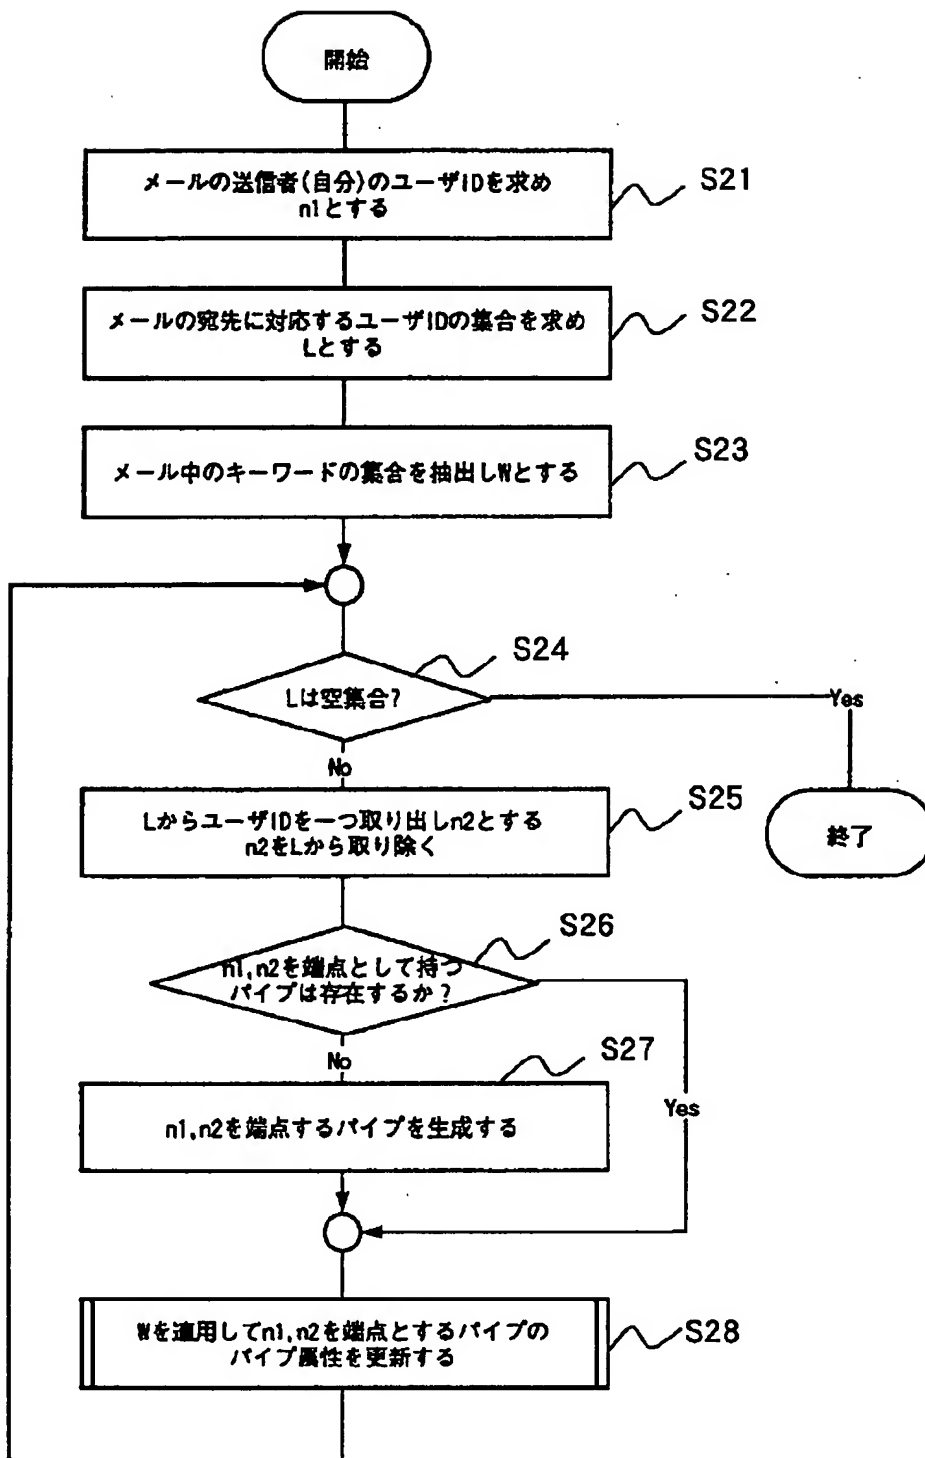 開始
メールの送信者(自分)のユーザIDを求め
n1とする
S21
メールの宛先に対応するユーザIDの集合を求め
Lとする
S22
メール中のキーワードの集合を抽出しWとする
S23
S24
Lは空集合?
Yes
No
LからユーザIDを一つ取り出しn2とする
n2をLから取り除く
S25
終了
S26
n1,n2を端点として持つ
パイプは存在するか?
No
S27
Yes
n1,n2を端点するパイプを生成する
Wを適用してn1,n2を端点とするパイプの
パイプ属性を更新する
S28